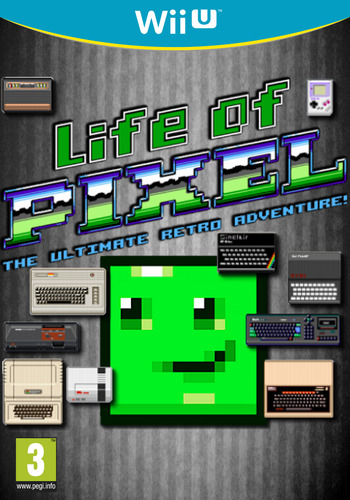 Wii U
Life Of
PIXEL
THE ULTIMATE RETRO ADVENTURE!
Sinclair
3
www.pegi.info